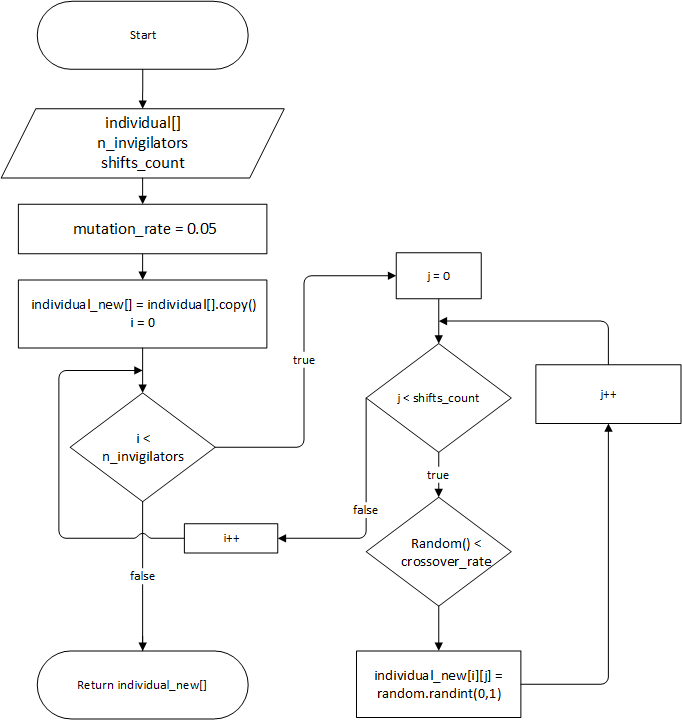 Start
individual[]
n_invigilators
shifts_count
mutation_rate = 0.05
individual_new[] = individual[].copy()
i = 0
true
i <
n_invigilators
false
Return individual_new[]
j = 0
j < shifts_count
j++
true
false
i++
Random() <
crossover_rate
individual_new[i][j] =
random.randint(0,1)